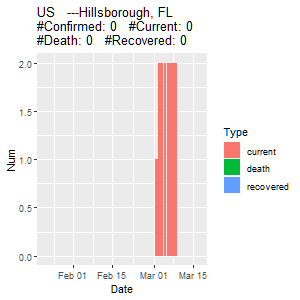 US   ---Hillsborough, FL
#Confirmed: 0   #Current: 0
#Death: 0   #Recovered: 0
2.0
1.5
1.0
0.5
0.0
Num
Feb 01
Feb 15
Mar 01
Mar 15
Date
Type
current
death
recovered